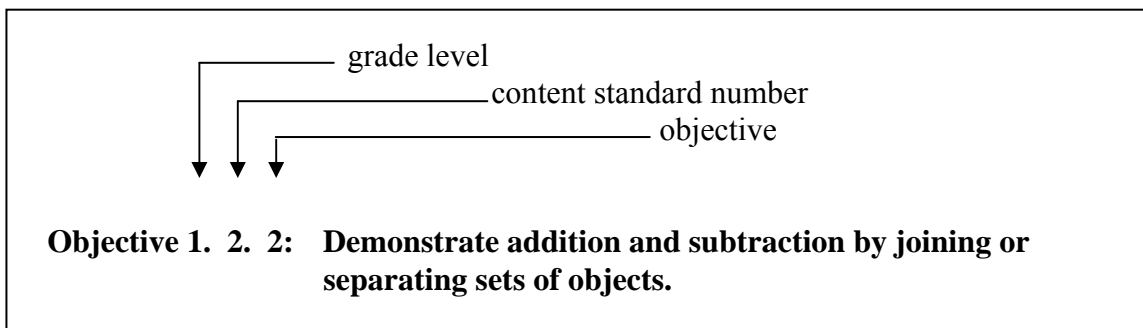 grade level
content standard number
objective
Objective 1. 2. 2: Demonstrate addition and subtraction by joining or
separating sets of objects.